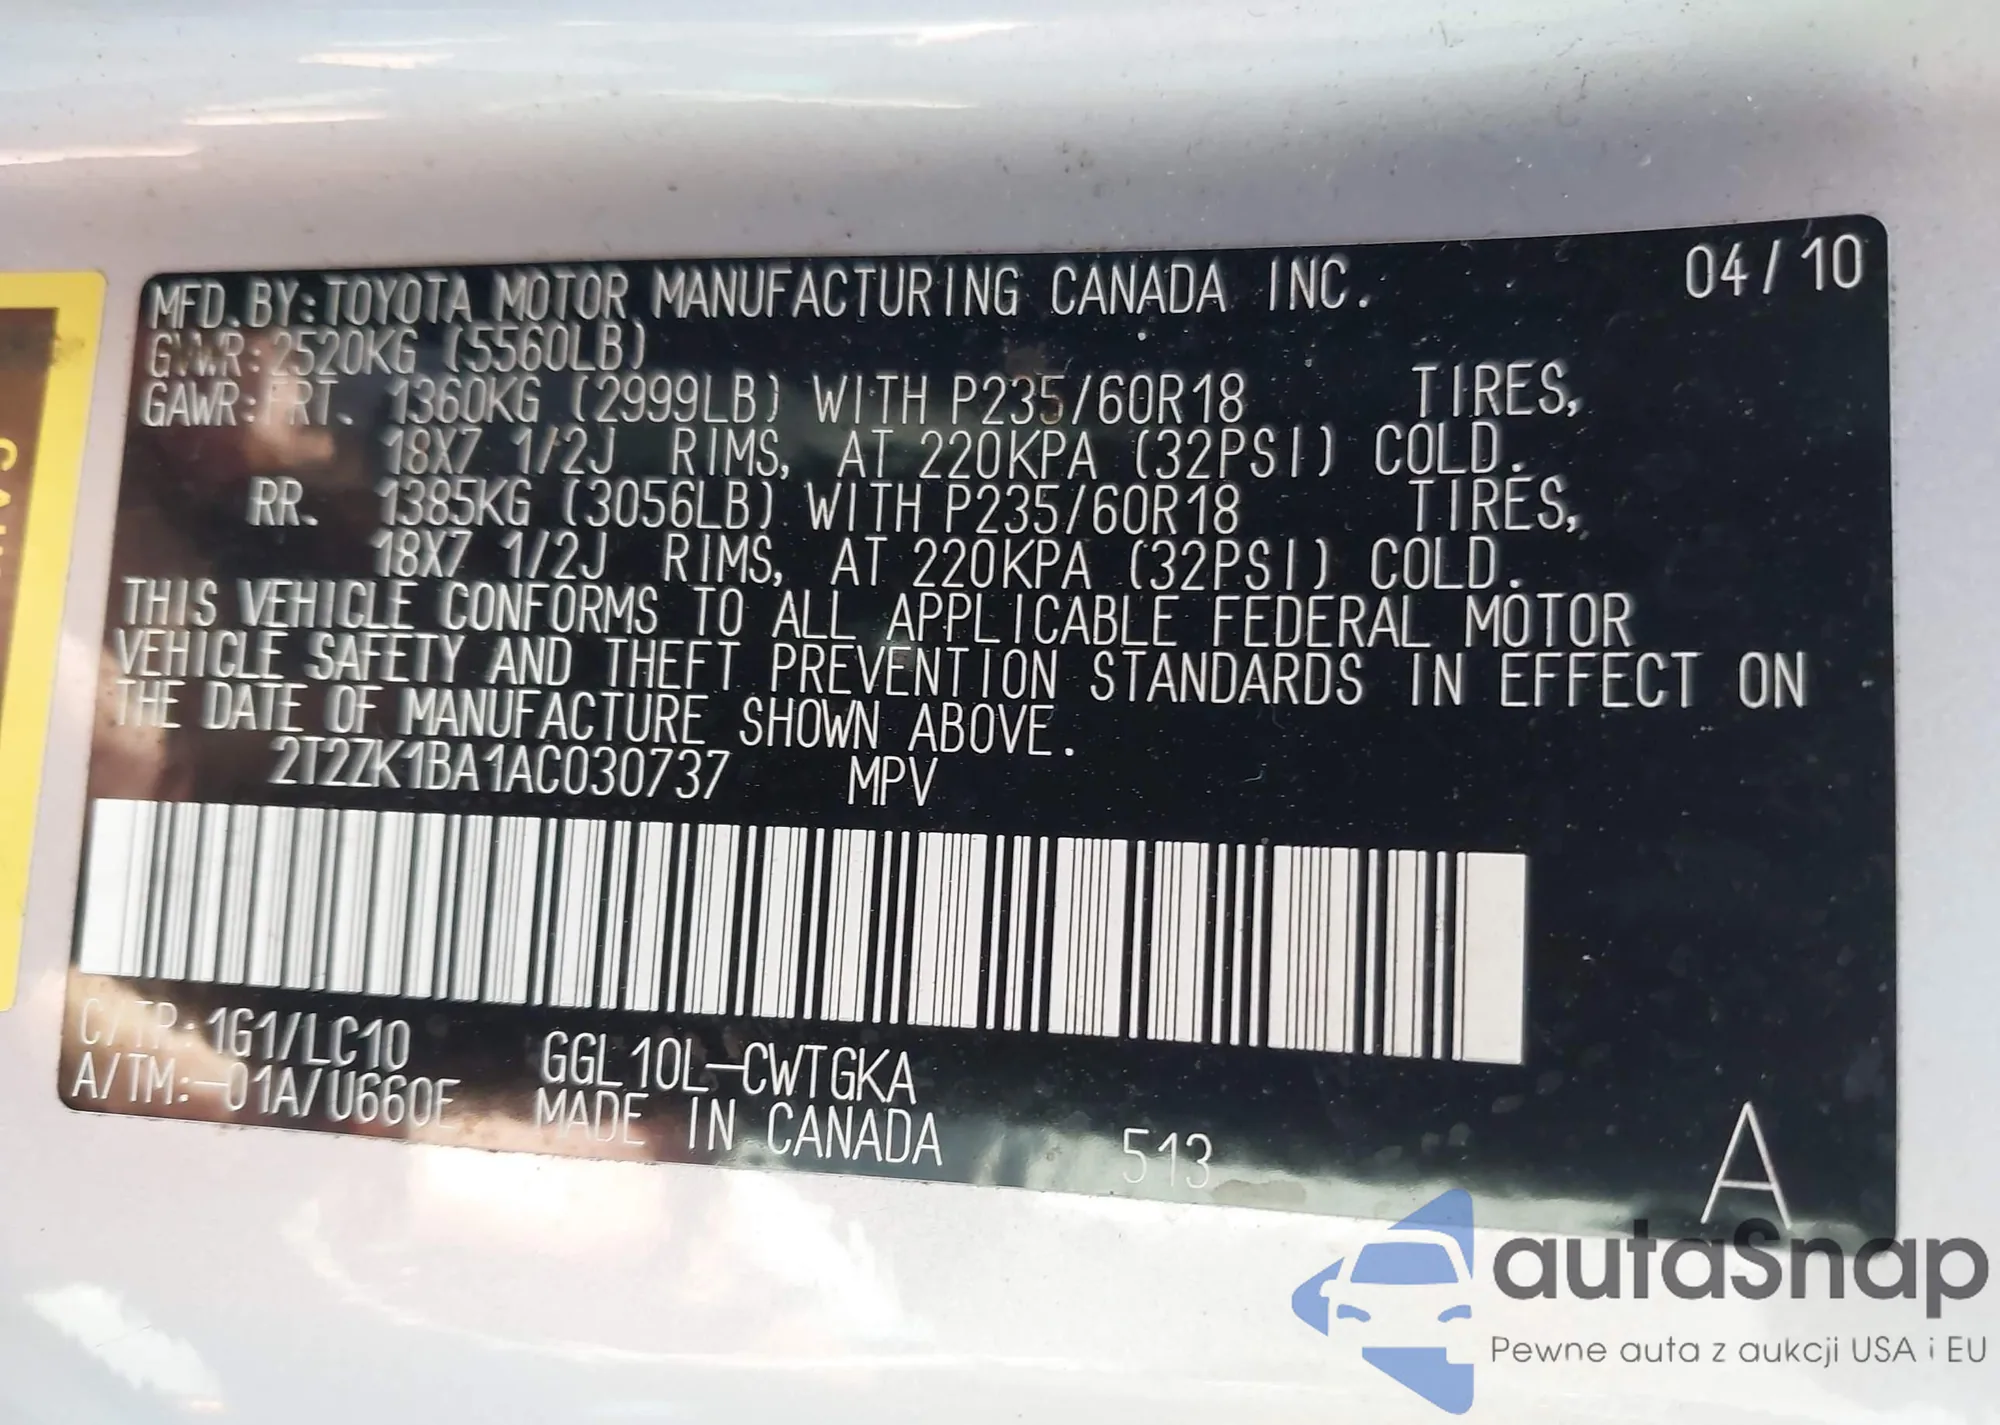 MFD.BY:TOYOTA MOTOR MANUFACTURING CANADA INC. 04/10
GVWR:2520KG (5560LB)
GAWR:FRT. 1360KG (2999LB) WITH P235/60R18 TIRES,
18X7 1/2J RIMS, AT 220KPA (32PSI) COLD.
RR. 1385KG (3056LB) WITH P235/60R18 TIRES,
18X7 1/2J RIMS, AT 220KPA (32PSI) COLD.
THIS VEHICLE CONFORMS TO ALL APPLICABLE FEDERAL MOTOR
VEHICLE SAFETY AND THEFT PREVENTION STANDARDS IN EFFECT ON
THE DATE OF MANUFACTURE SHOWN ABOVE.
2T2ZK1BA1AC030737 MPV
C/TR:1G1/LC10 GGL10L-CWTGKA
A/TM:-01A/U660E MADE IN CANADA 513
A
autaSnap
Pewne auta z aukcji USA i EU